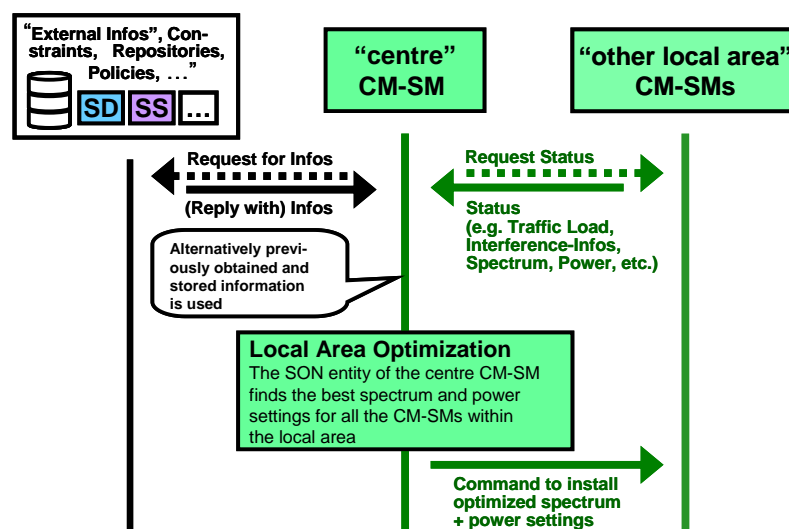 “External Infos”, Con-
straints, Repositories,
Policies, …”
SD SS ...
“centre”
CM-SM
“other local area”
CM-SMs
Request for Infos
(Reply with) Infos
Request Status
Status
(e.g. Traffic Load,
Interference-Infos,
Spectrum, Power, etc.)
Alternatively previ-
ously obtained and
stored information
is used
Local Area Optimization
The SON entity of the centre CM-SM
finds the best spectrum and power
settings for all the CM-SMs within
the local area
Command to install
optimized spectrum
+ power settings